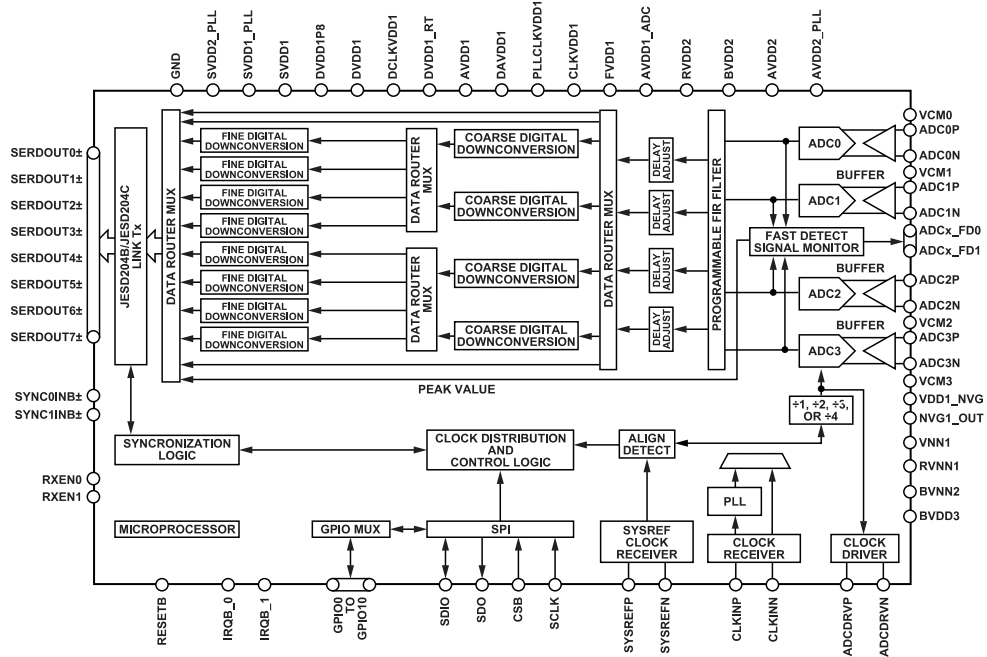 GND
SVDD2_PLL
SVDD1_PLL
SVDD1
DVDD1P8
DVDD1
DCLKVDD1
DVDD1_RT
AVDD1
DAVDD1
PLLCLKVDD1
CLKVDD1
FVDD1
AVDD1_ADC
RVDD2
BVDD2
AVDD2
AVDD2_PLL
SERDOUT0±
SERDOUT1±
SERDOUT2±
SERDOUT3±
SERDOUT4±
SERDOUT5±
SERDOUT6±
SERDOUT7±
SYNC0INB±
SYNC1INB±
RXEN0
RXEN1
JESD204B/JESD204C
LINK Tx
DATA ROUTER MUX
FINE DIGITAL
DOWNCONVERSION
FINE DIGITAL
DOWNCONVERSION
FINE DIGITAL
DOWNCONVERSION
FINE DIGITAL
DOWNCONVERSION
FINE DIGITAL
DOWNCONVERSION
FINE DIGITAL
DOWNCONVERSION
FINE DIGITAL
DOWNCONVERSION
FINE DIGITAL
DOWNCONVERSION
DATA ROUTER
MUX
DATA ROUTER
MUX
COARSE DIGITAL
DOWNCONVERSION
COARSE DIGITAL
DOWNCONVERSION
COARSE DIGITAL
DOWNCONVERSION
COARSE DIGITAL
DOWNCONVERSION
DATA ROUTER MUX
DELAY
ADJUST
DELAY
ADJUST
DELAY
ADJUST
DELAY
ADJUST
PROGRAMMABLE FIR FILTER
ADC0
BUFFER
ADC1
FAST DETECT
SIGNAL MONITOR
BUFFER
ADC2
BUFFER
ADC3
PEAK VALUE
÷1, ÷2, ÷3,
OR ÷4
VCM0
ADC0P
ADC0N
VCM1
ADC1P
ADC1N
ADCx_FD0
ADCx_FD1
ADC2P
ADC2N
VCM2
ADC3P
ADC3N
VCM3
VDD1_NVG
NVG1_OUT
VNN1
RVNN1
BVNN2
BVDD3
SYNCRONIZATION
LOGIC
CLOCK DISTRIBUTION
AND
CONTROL LOGIC
ALIGN
DETECT
PLL
MICROPROCESSOR
GPIO MUX
SPI
SYSREF
CLOCK
RECEIVER
CLOCK
RECEIVER
CLOCK
DRIVER
RESETB
IRQB_0
IRQB_1
GPIO0
TO
GPIO10
SDIO
SDO
CSB
SCLK
SYSREFP
SYSREFN
CLKINP
CLKINN
ADCDRVP
ADCDRVN